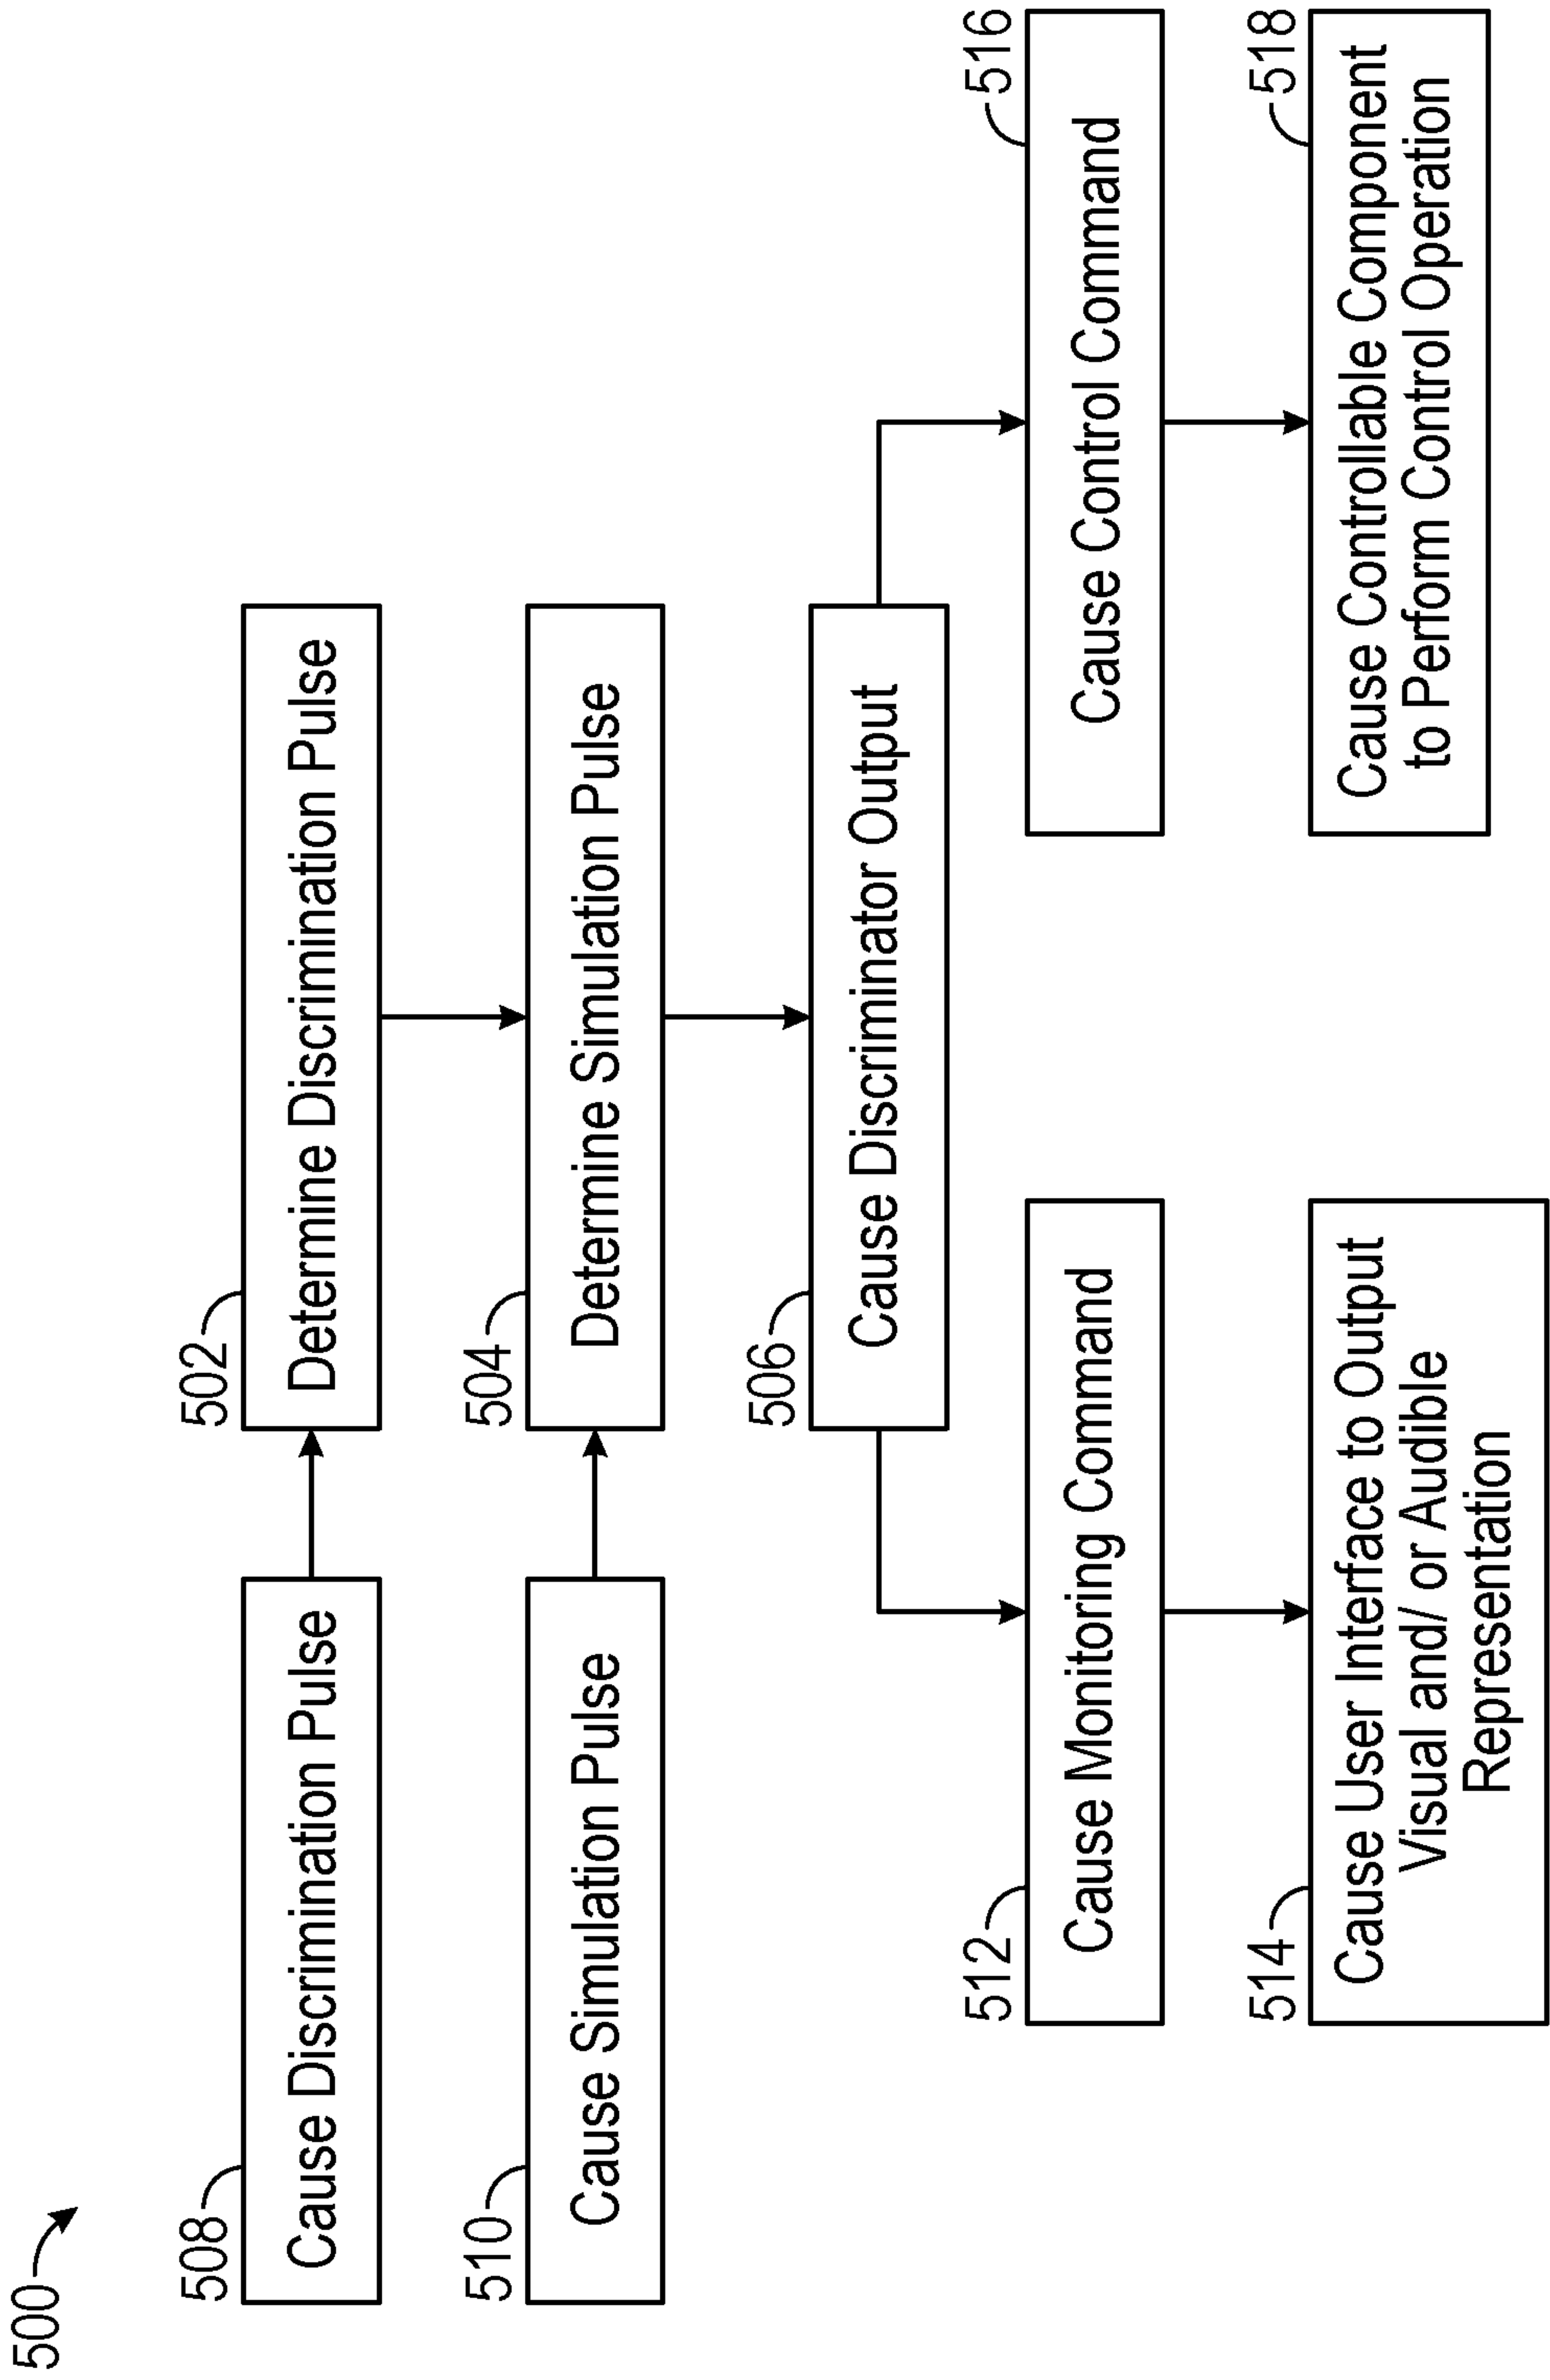 500
508
Cause Discrimination Pulse
502
Determine Discrimination Pulse
510
Cause Simulation Pulse
504
Determine Simulation Pulse
506
Cause Discriminator Output
512
Cause Monitoring Command
516
Cause Control Command
514
Cause User Interface to Output
Visual and/ or Audible
Representation
518
Cause Controllable Component
to Perform Control Operation